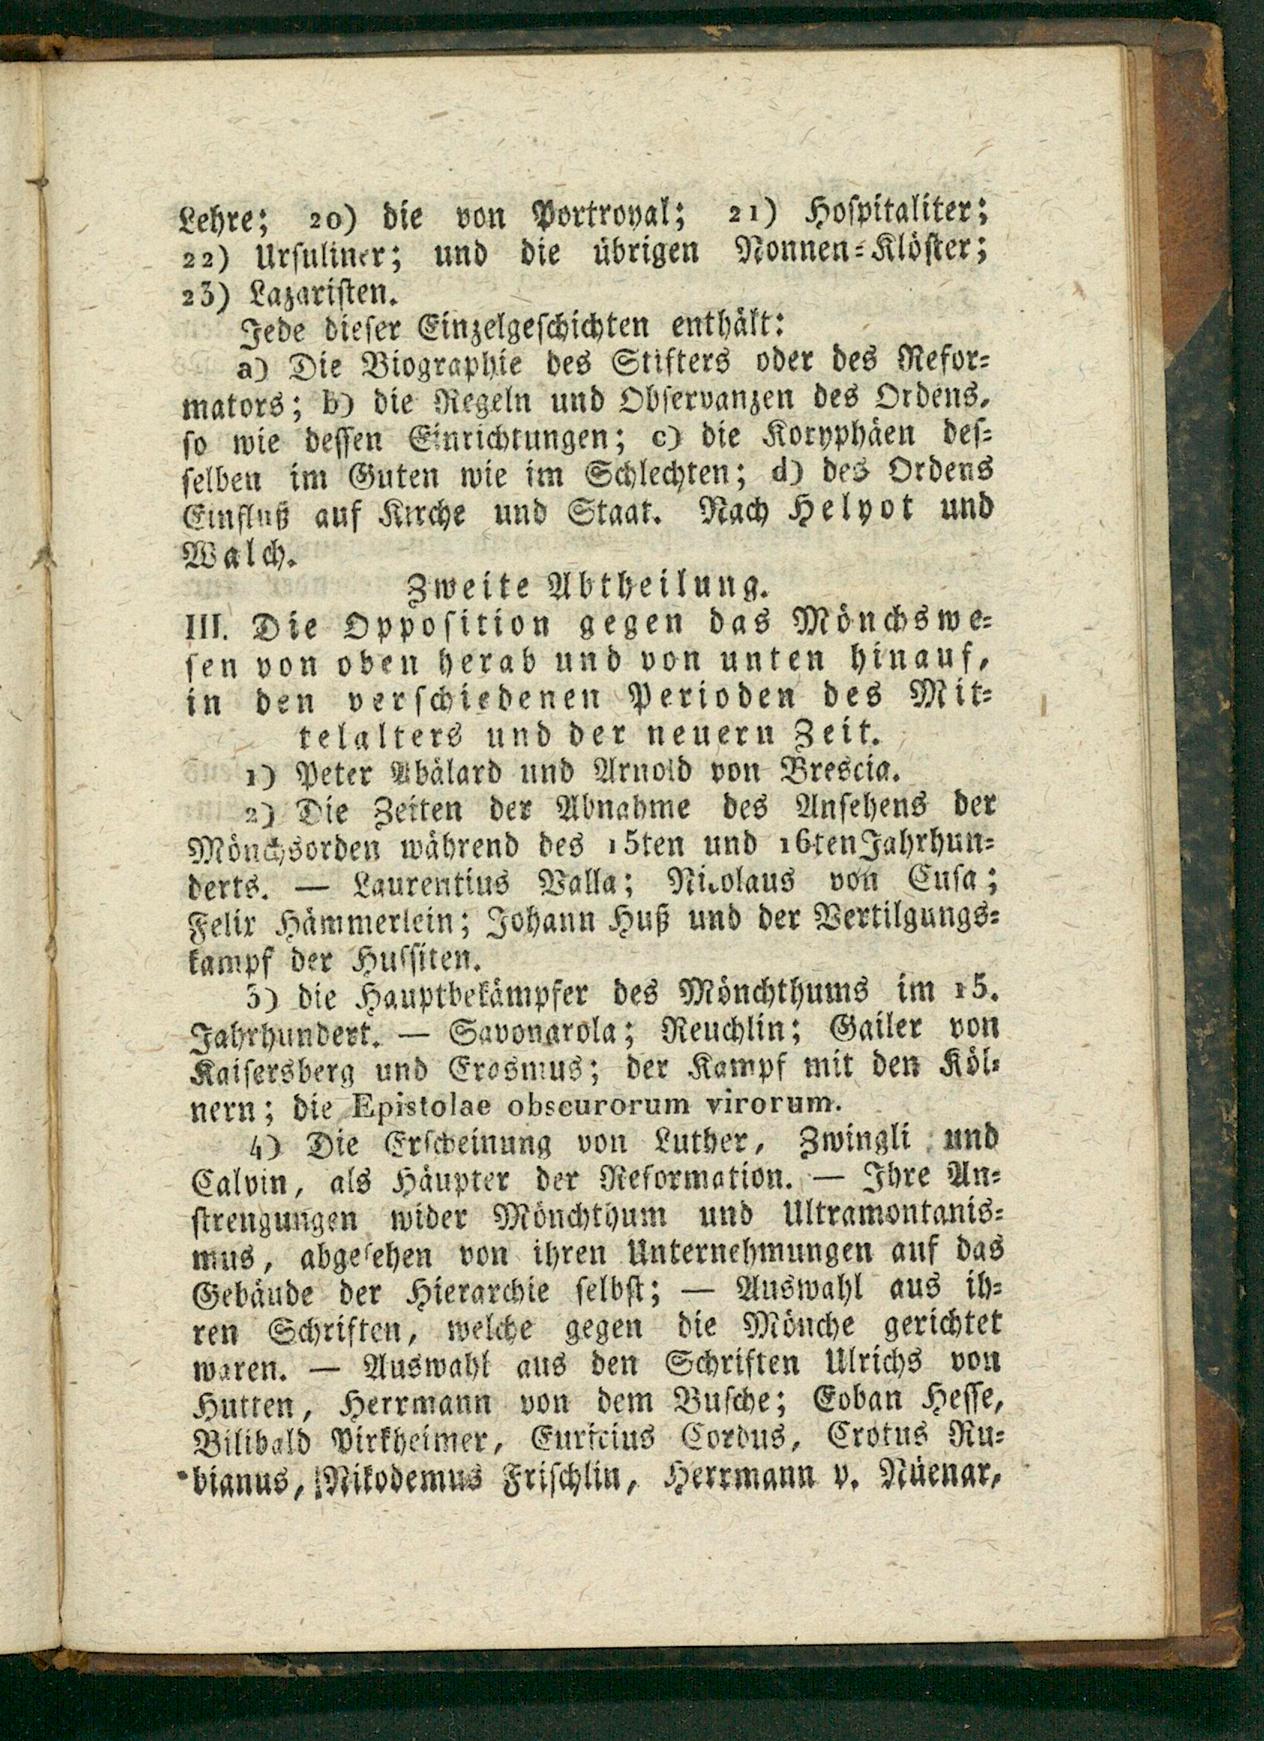 Lehre; 20) die von Portroyal; 21) Hospitaliter;
22) Ursuliner; und die übrigen Nonnen-Klöster;
23) Lazaristen.
Jede dieser Einzelgeschichten enthält:
a) Die Biographie des Stifters oder des Refor-
mators; b) die Regeln und Observanzen des Ordens,
so wie dessen Einrichtungen; c) die Koryphäen des-
selben im Guten wie im Schlechten; d) des Ordens
Einfluß auf Kirche und Staat. Nach Helyot und
Walch.
Zweite Abtheilung.
III. Die Opposition gegen das Mönchswe-
sen von oben herab und von unten hinauf,
in den verschiedenen Perioden des Mit-
telalters und der neuern Zeit.
1) Peter Abälard und Arnold von Brescia.
2) Die Zeiten der Abnahme des Ansehens der
Mönchsorden während des 15ten und 16ten Jahrhun-
derts. — Laurentius Valla; Nicolaus von Cusa;
Felix Hämmerlein; Johann Huß und der Vertilgungs-
kampf der Hussiten.
3) die Hauptbekämpfer des Mönchthums im 15.
Jahrhundert. — Savonarola; Reuchlin; Gailer von
Kaisersberg und Erasmus; der Kampf mit den Köl-
nern; die Epistolae obscurorum virorum.
4) Die Erscheinung von Luther, Zwingli und
Calvin, als Häupter der Reformation. — Ihre An-
strengungen wider Mönchthum und Ultramontanis-
mus, abgesehen von ihren Unternehmungen auf das
Gebäude der Hierarchie selbst; — Auswahl aus ih-
ren Schriften, welche gegen die Mönche gerichtet
waren. — Auswahl aus den Schriften Ulrichs von
Hutten, Herrmann von dem Busche; Eoban Hesse,
Bilibald Pirkheimer, Euricius Cordus, Crotus Ru-
bianus, Nikodemus Frischlin, Herrmann v. Nüenar,